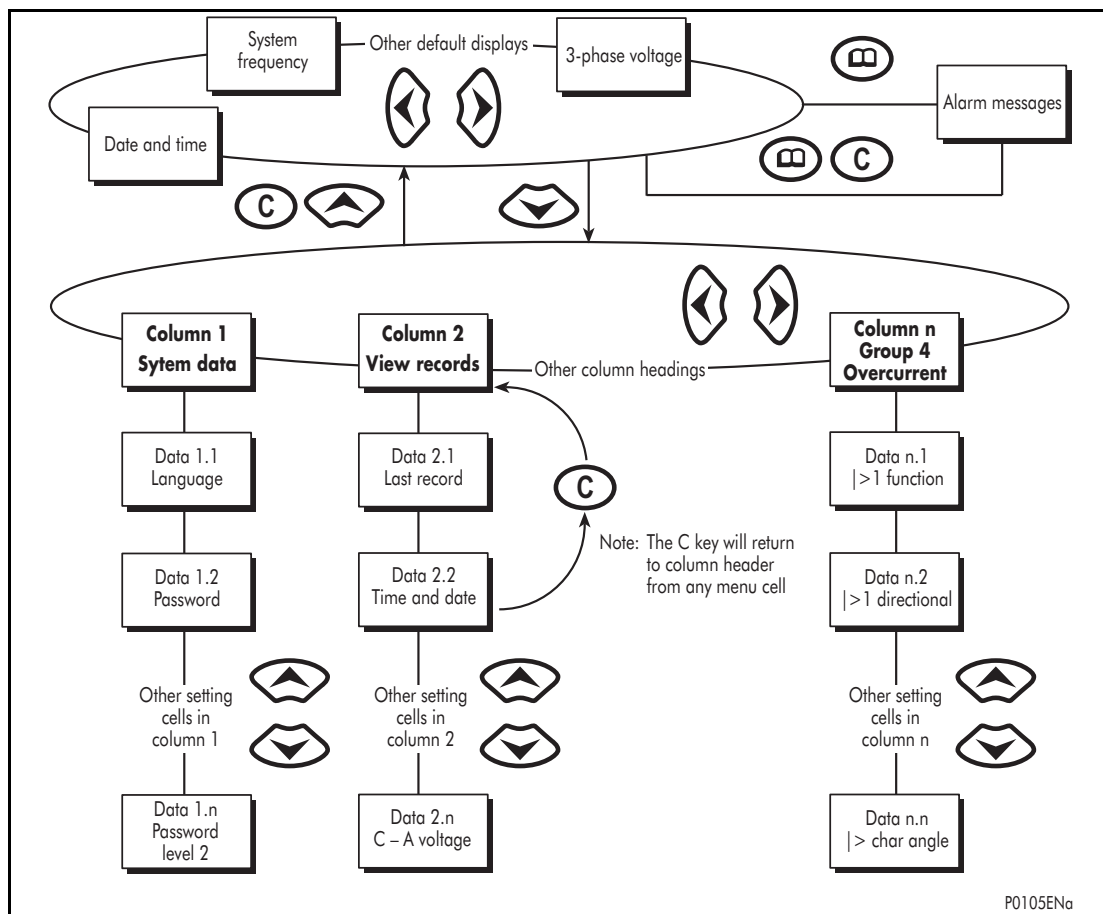 System
frequency
Other default displays
3-phase voltage
Alarm messages
Date and time
C
C
Column 1
Sytem data
Column 2
View records
Other column headings
Column n
Group 4
Overcurrent
Data 1.1
Language
Data 2.1
Last record
C
Data n.1
|>1 function
Note: The C key will return
to column header
from any menu cell
Data 1.2
Password
Data 2.2
Time and date
Data n.2
|>1 directional
Other setting
cells in
column 1
Other setting
cells in
column 2
Other setting
cells in
column n
Data 1.n
Password
level 2
Data 2.n
C – A voltage
Data n.n
|> char angle
P0105ENa